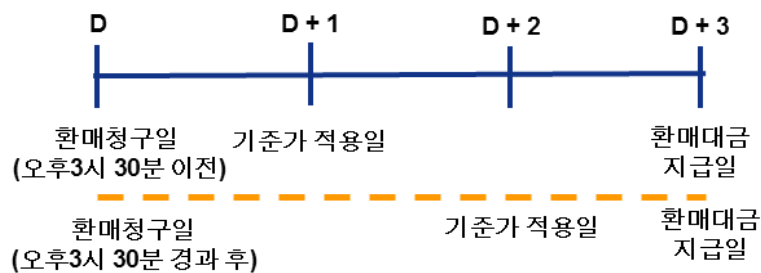 D D + 1 D + 2 D + 3
환매청구일 기준가 적용일 환매대금
(오후3시 30분 이전) 지급일
환매청구일 기준가 적용일 환매대금
(오후3시 30분 경과 후) 지급일